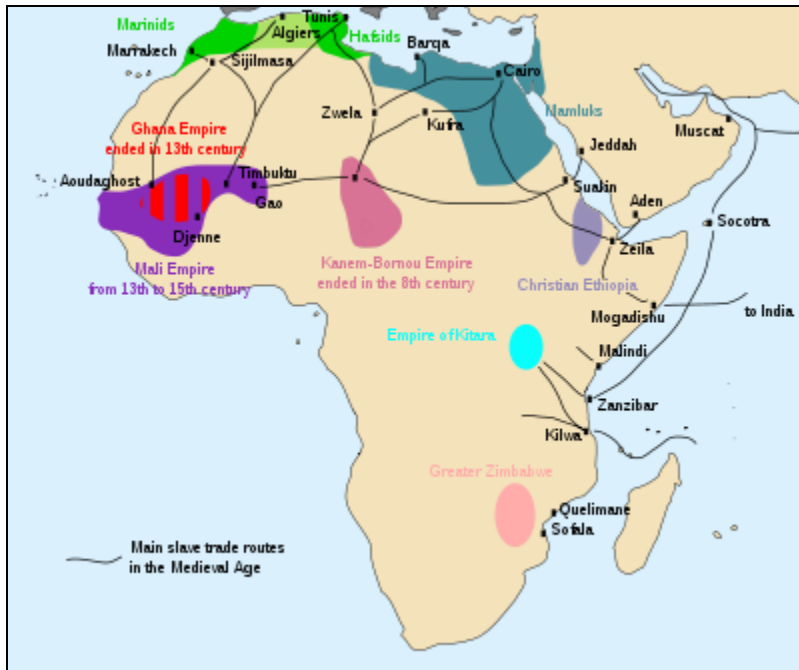 Marinids
Tunis
Algiers
Hafsids
Marrakech
Sijilmasa
Barqa
Cairo
Zwela
Kufra
Mamluks
Muscat
Ghana Empire
ended in 13th century
Jeddah
Aoudaghost
Timbuktu
Gao
Suakin
Aden
Socotra
Djenne
Zeila
Mali Empire
from 13th to 15th century
Kanem-Bornou Empire
ended in the 8th century
Christian Ethiopia
Mogadishu
to India
Empire of Kitara
Malindi
Zanzibar
Kilwa
Greater Zimbabwe
Quelimane
Sofala
Main slave trade routes
in the Medieval Age